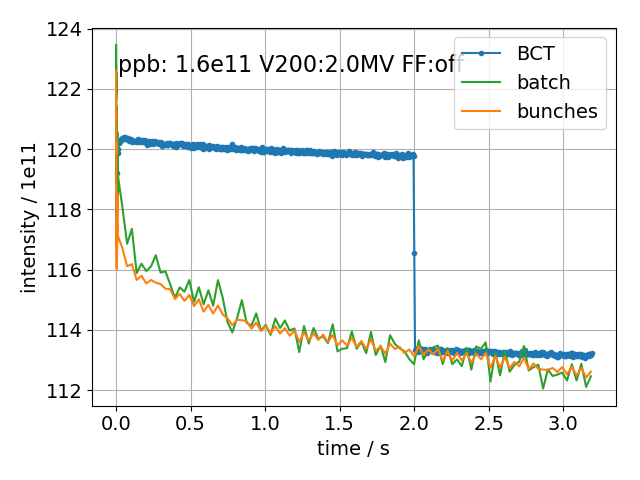 ppb: 1.6e11 V200:2.0MV FF:off
BCT
batch
bunches
124
122
120
118
116
114
112
intensity / 1e11
0.0 0.5 1.0 1.5 2.0 2.5 3.0
time / s